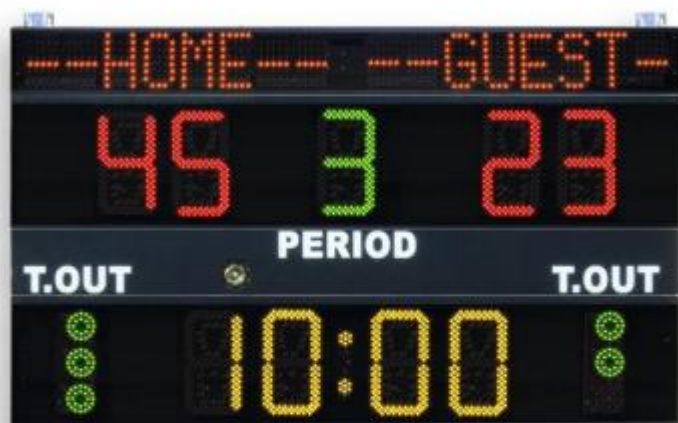 --HOME-- --GUEST-
45 3 23
PERIOD
T.OUT T.OUT
10:00